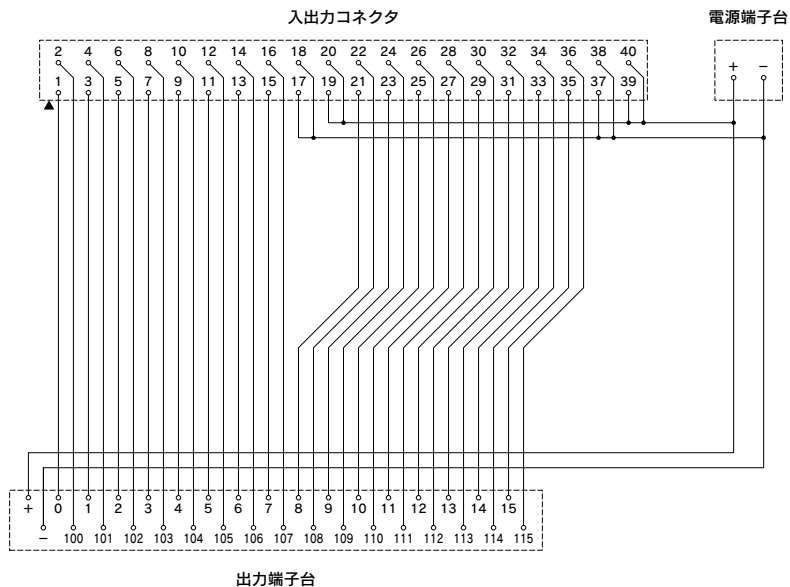 入出力コネクタ 電源端子台
2 4 6 8 10 12 14 16 18 20 22 24 26 28 30 32 34 36 38 40 + −
1 3 5 7 9 11 13 15 17 19 21 23 25 27 29 31 33 35 37 39
+ 0 1 2 3 4 5 6 7 8 9 10 11 12 13 14 15
− 100 101 102 103 104 105 106 107 108 109 110 111 112 113 114 115
出力端子台